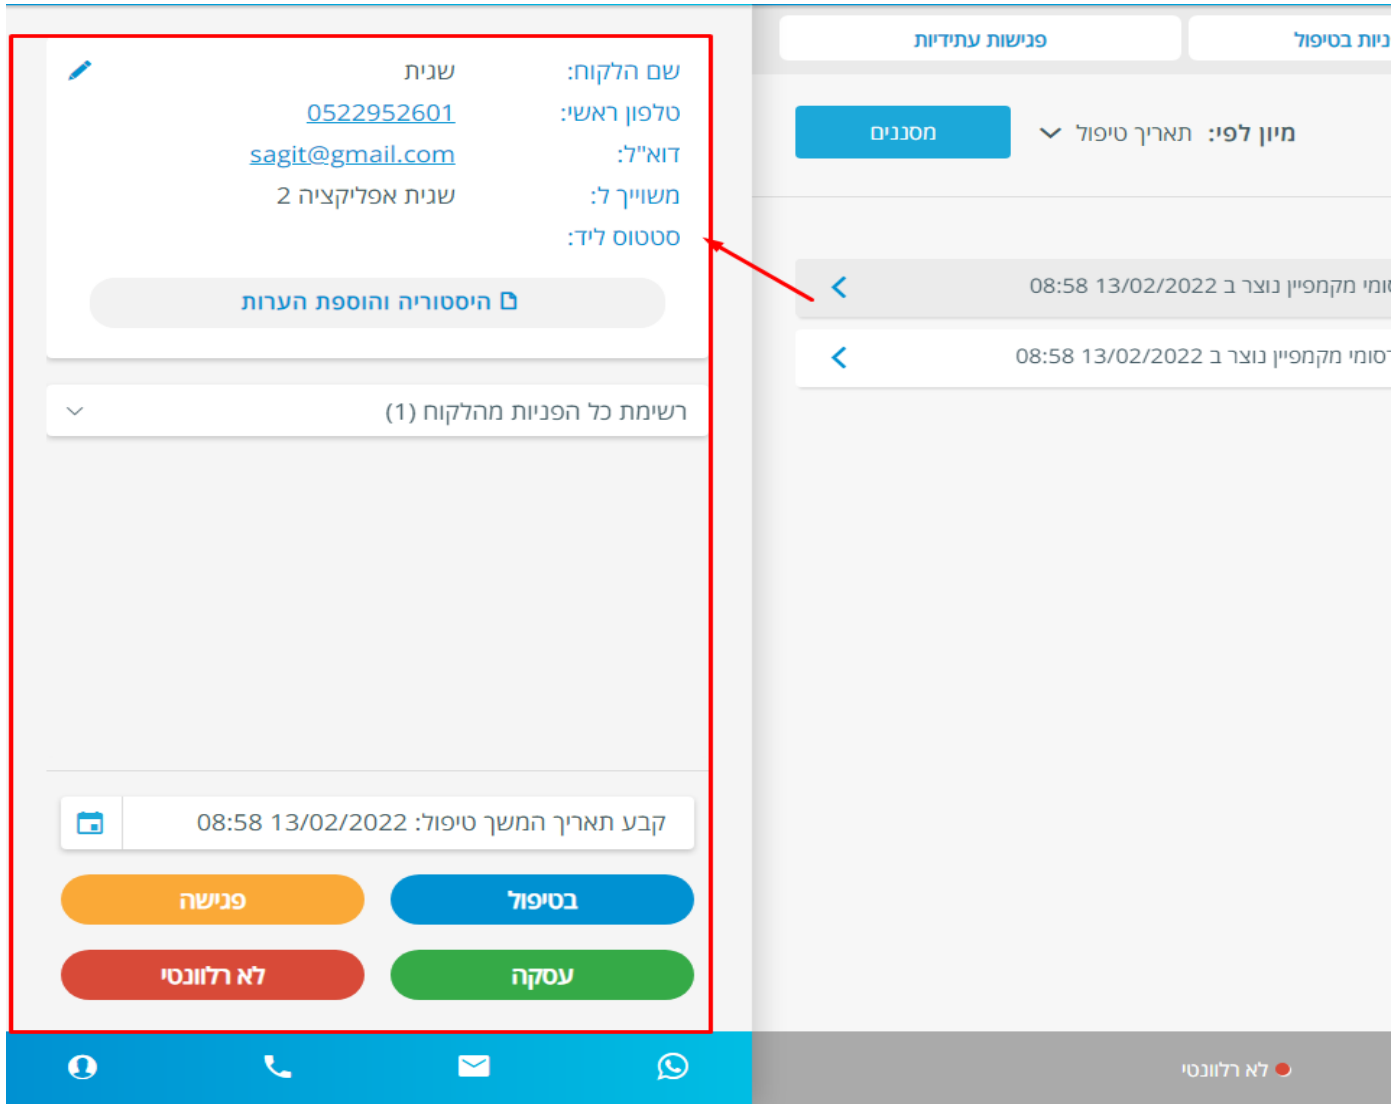 פגישות עתידיות
מיון לפי: תאריך טיפול
מסננים
מקמפיין נוצר ב 13/02/2022 08:58
מקמפיין נוצר ב 13/02/2022 08:58
לא רלוונטי
שם הלקוח: שגית
טלפון ראשי: 0522952601
דוא"ל: sagit@gmail.com
משוייך ל: שגית אפליקציה 2
סטטוס ליד:
היסטוריה והוספת הערות
רשימת כל הפניות מהלקוח (1)
קבע תאריך המשך טיפול: 13/02/2022 08:58
בטיפול
פגישה
עסקה
לא רלוונטי